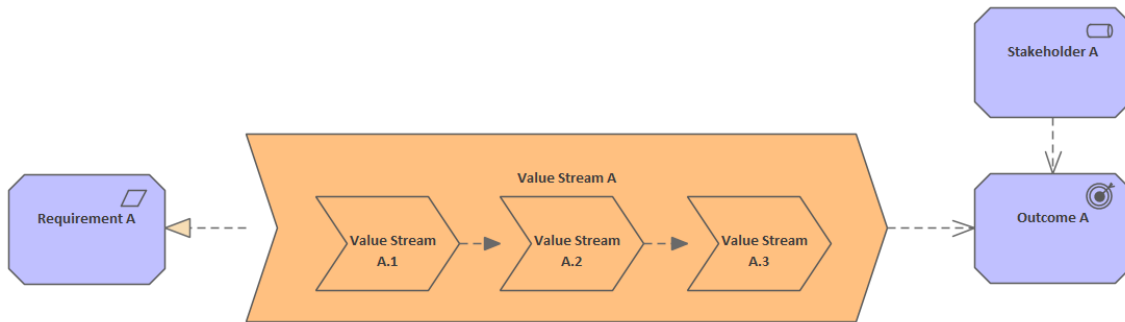 Stakeholder A
Requirement A
Value Stream A
Value Stream
A.1
Value Stream
A.2
Value Stream
A.3
Outcome A